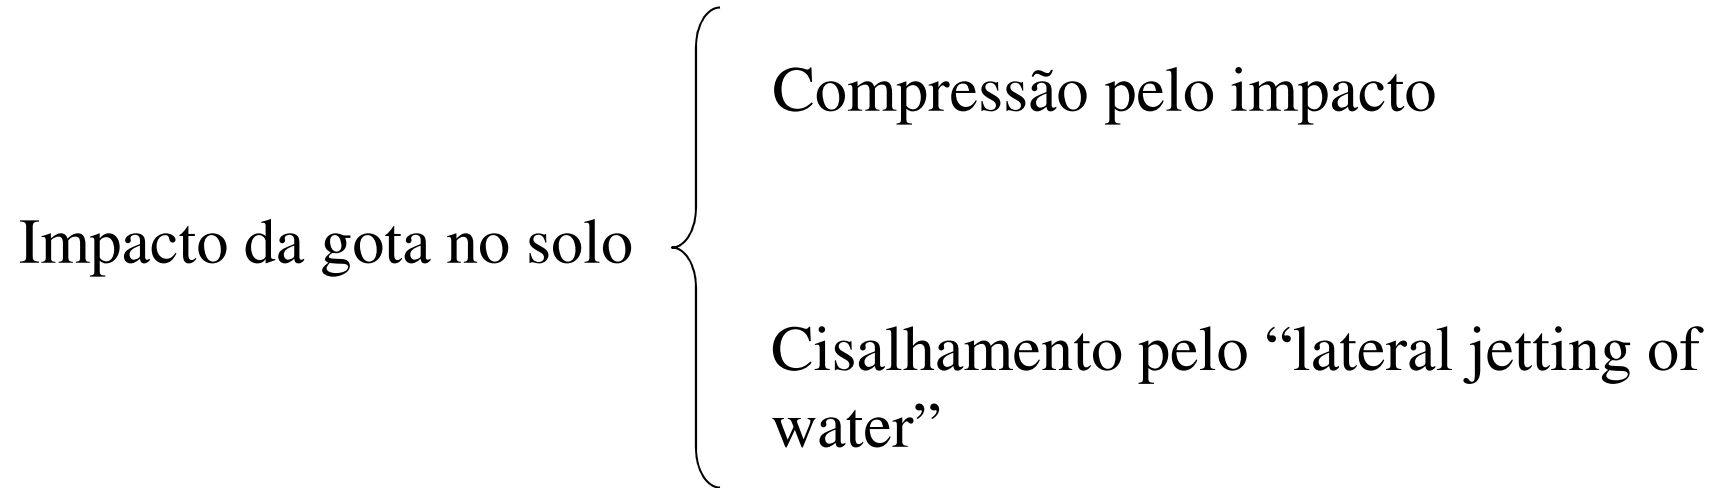 Compressão pelo impacto
Impacto da gota no solo
Cisalhamento pelo “lateral jetting of
water”